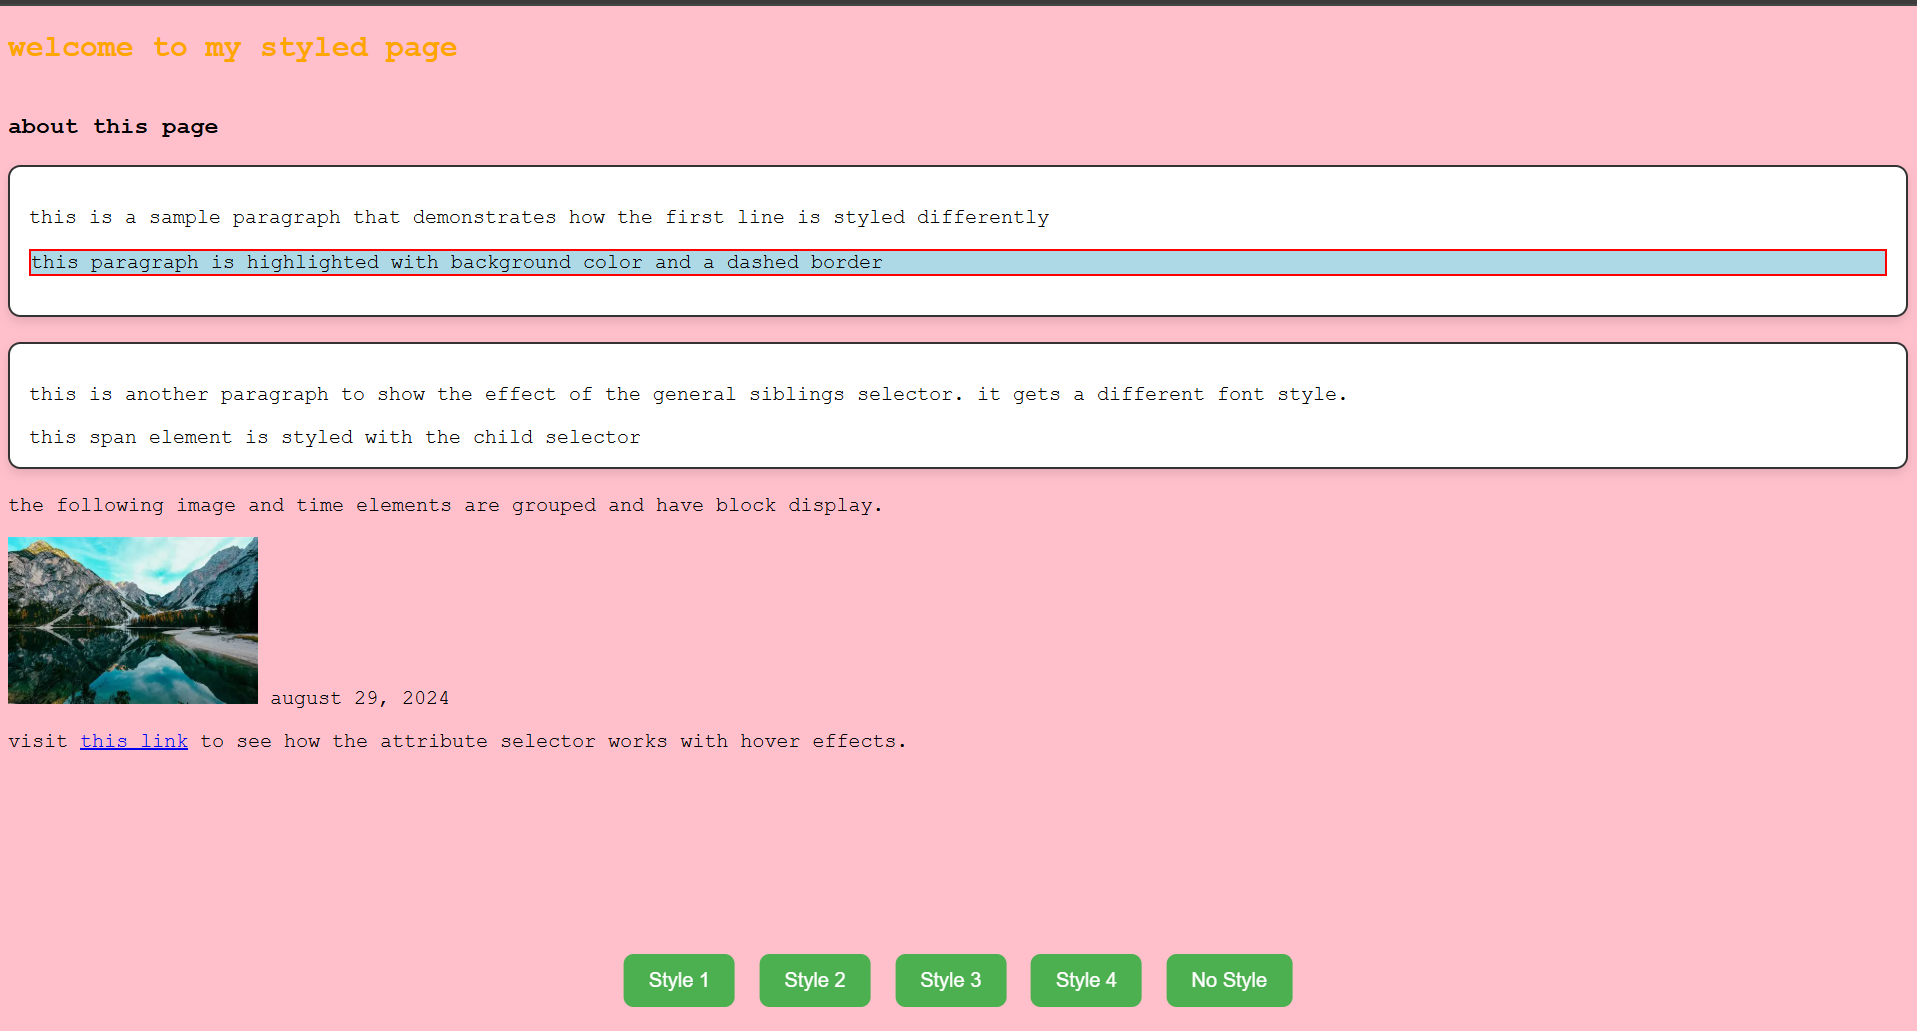 welcome to my styled page
about this page
this is a sample paragraph that demonstrates how the first line is styled differently
this paragraph is highlighted with background color and a dashed border
this is another paragraph to show the effect of the general siblings selector. it gets a different font style.
this span element is styled with the child selector
the following image and time elements are grouped and have block display.
august 29, 2024
visit this link to see how the attribute selector works with hover effects.
Style 1 Style 2 Style 3 Style 4 No Style